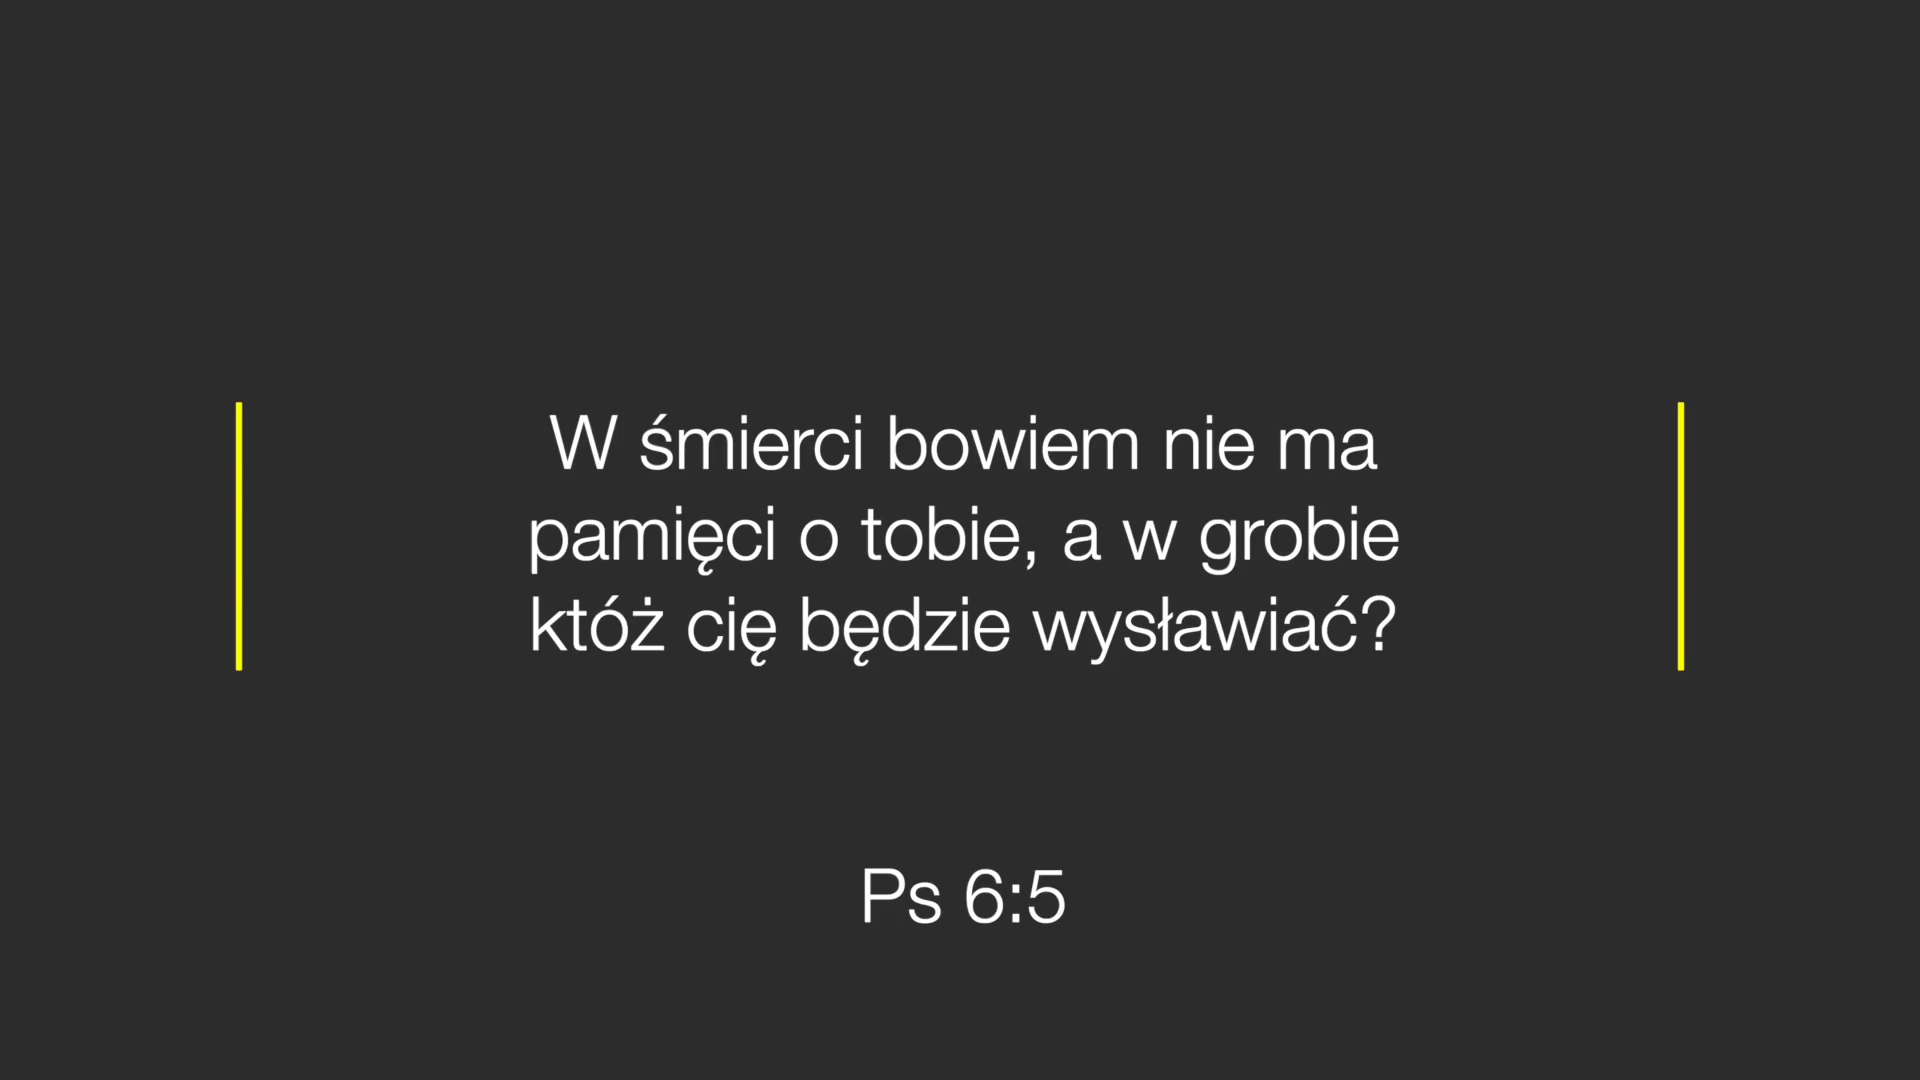 W śmierci bowiem nie ma
pamięci o tobie, a w grobie
któż cię będzie wysławiać?
Ps 6:5